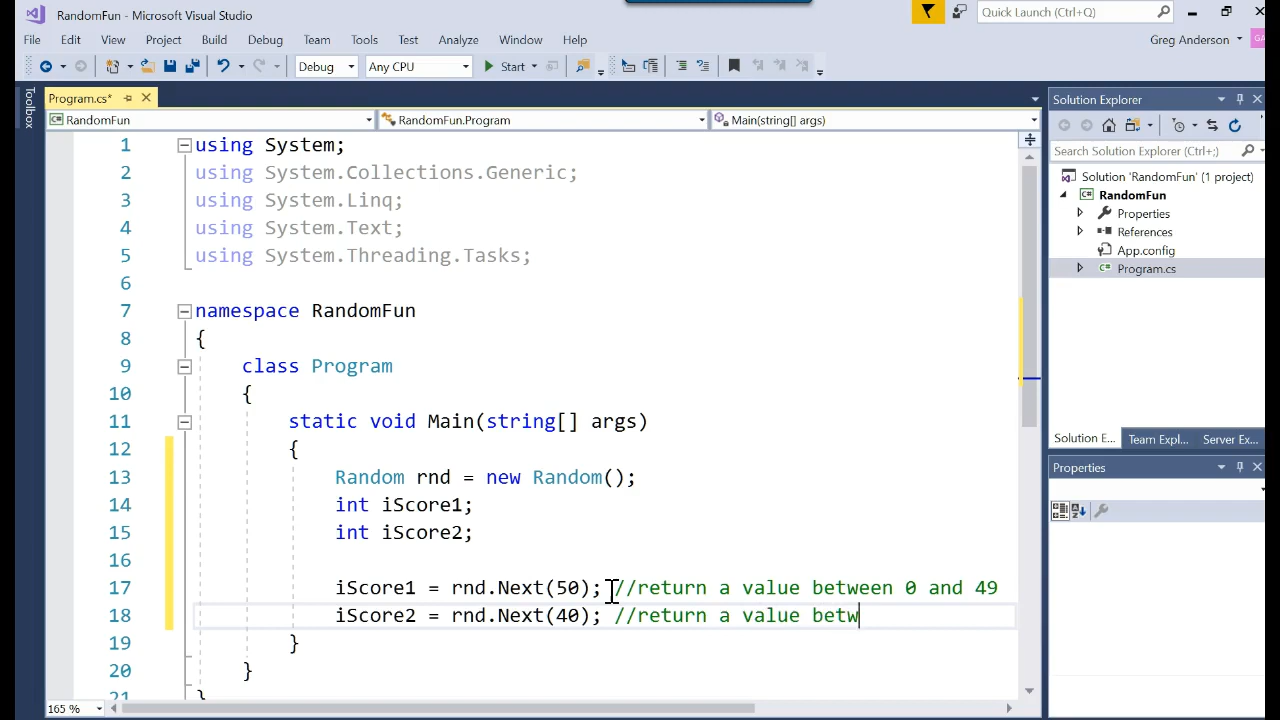 RandomFun - Microsoft Visual Studio
Quick Launch (Ctrl+Q)
File Edit View Project Build Debug Team Tools Test Analyze Window Help
Greg Anderson
GA
Debug Any CPU Start
Toolbox
Program.cs*
RandomFun RandomFun.Program Main(string[] args)
1 using System;
2 using System.Collections.Generic;
3 using System.Linq;
4 using System.Text;
5 using System.Threading.Tasks;
6
7 namespace RandomFun
8 {
9 class Program
10 {
11 static void Main(string[] args)
12 {
13 Random rnd = new Random();
14 int iScore1;
15 int iScore2;
16
17 iScore1 = rnd.Next(50); //return a value between 0 and 49
18 iScore2 = rnd.Next(40); //return a value betw
19 }
20 }
21 }
165 %
Solution Explorer
Search Solution Explorer (Ctrl+;)
Solution 'RandomFun' (1 project)
RandomFun
Properties
References
App.config
Program.cs
Solution E... Team Expl... Server Ex...
Properties